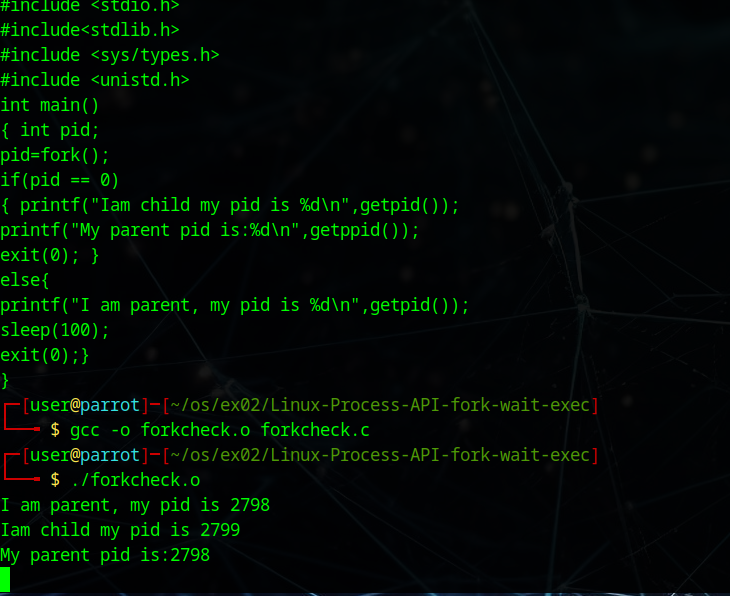 #include <stdio.h>
#include<stdlib.h>
#include <sys/types.h>
#include <unistd.h>
int main()
{ int pid;
pid=fork();
if(pid == 0)
{ printf("Iam child my pid is %d\n",getpid());
printf("My parent pid is:%d\n",getppid());
exit(0); }
else{
printf("I am parent, my pid is %d\n",getpid());
sleep(100);
exit(0);}
}
┌─[user@parrot]─[~/os/ex02/Linux-Process-API-fork-wait-exec]
└──╼ $ gcc -o forkcheck.o forkcheck.c
┌─[user@parrot]─[~/os/ex02/Linux-Process-API-fork-wait-exec]
└──╼ $ ./forkcheck.o
I am parent, my pid is 2798
Iam child my pid is 2799
My parent pid is:2798